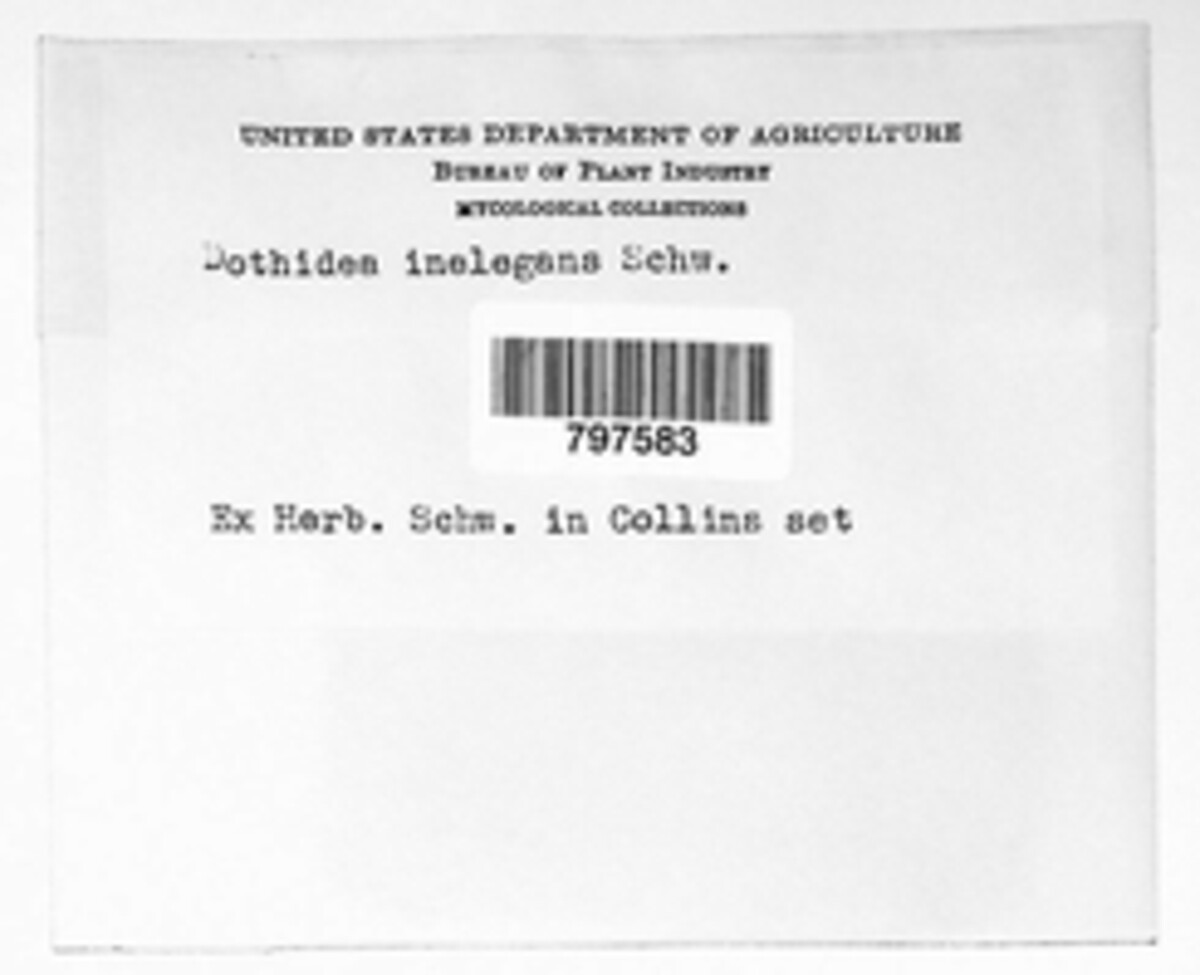 UNITED STATES DEPARTMENT OF AGRICULTURE
BUREAU OF PLANT INDUSTRY
MYCOLOGICAL COLLECTIONS
Dothidea inelegans Schw.
797583
Ex Herb. Schw. in Collins set